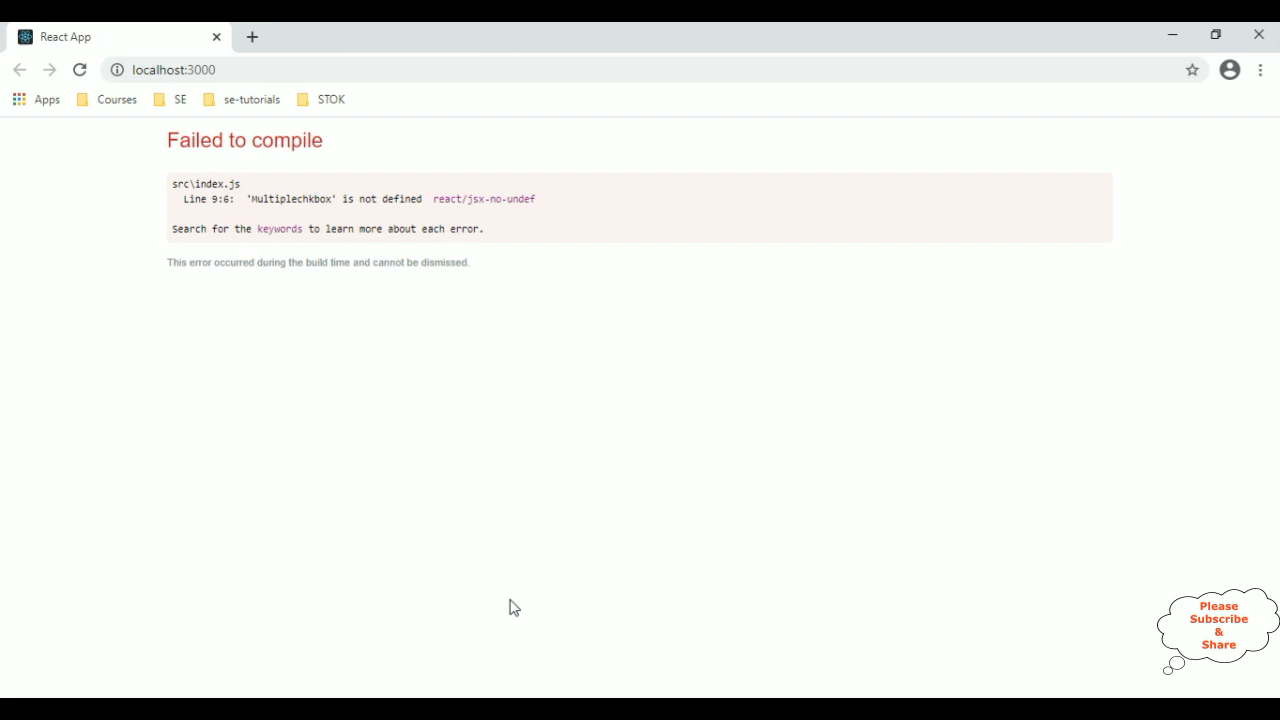 React App
localhost:3000
Apps Courses SE se-tutorials STOK
Failed to compile
src\index.js
Line 9:6: 'Multiplechkbox' is not defined react/jsx-no-undef
Search for the keywords to learn more about each error.
This error occurred during the build time and cannot be dismissed.
Please
Subscribe
&
Share